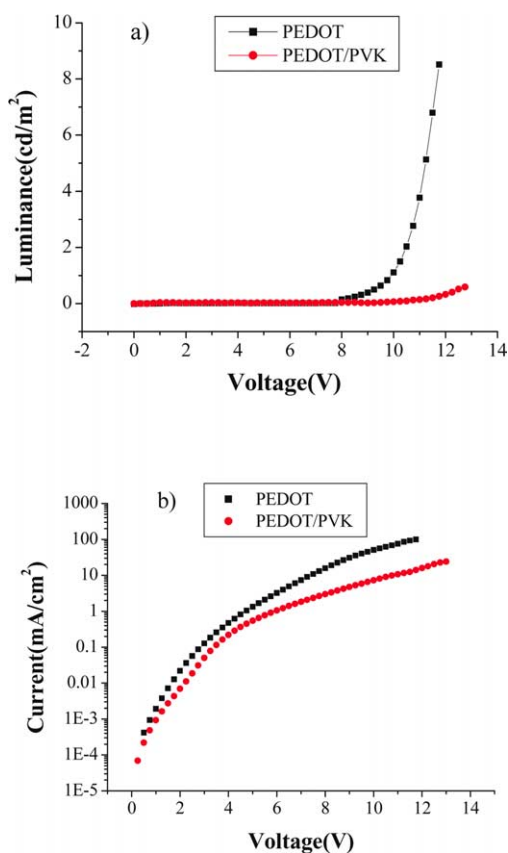 a)
PEDOT
PEDOT/PVK
Luminance(cd/m²)
10
8
6
4
2
0
-2 0 2 4 6 8 10 12 14
Voltage(V)
b)
PEDOT
PEDOT/PVK
Current(mA/cm²)
1000
100
10
1
0.1
0.01
1E-3
1E-4
1E-5
0 2 4 6 8 10 12 14
Voltage(V)